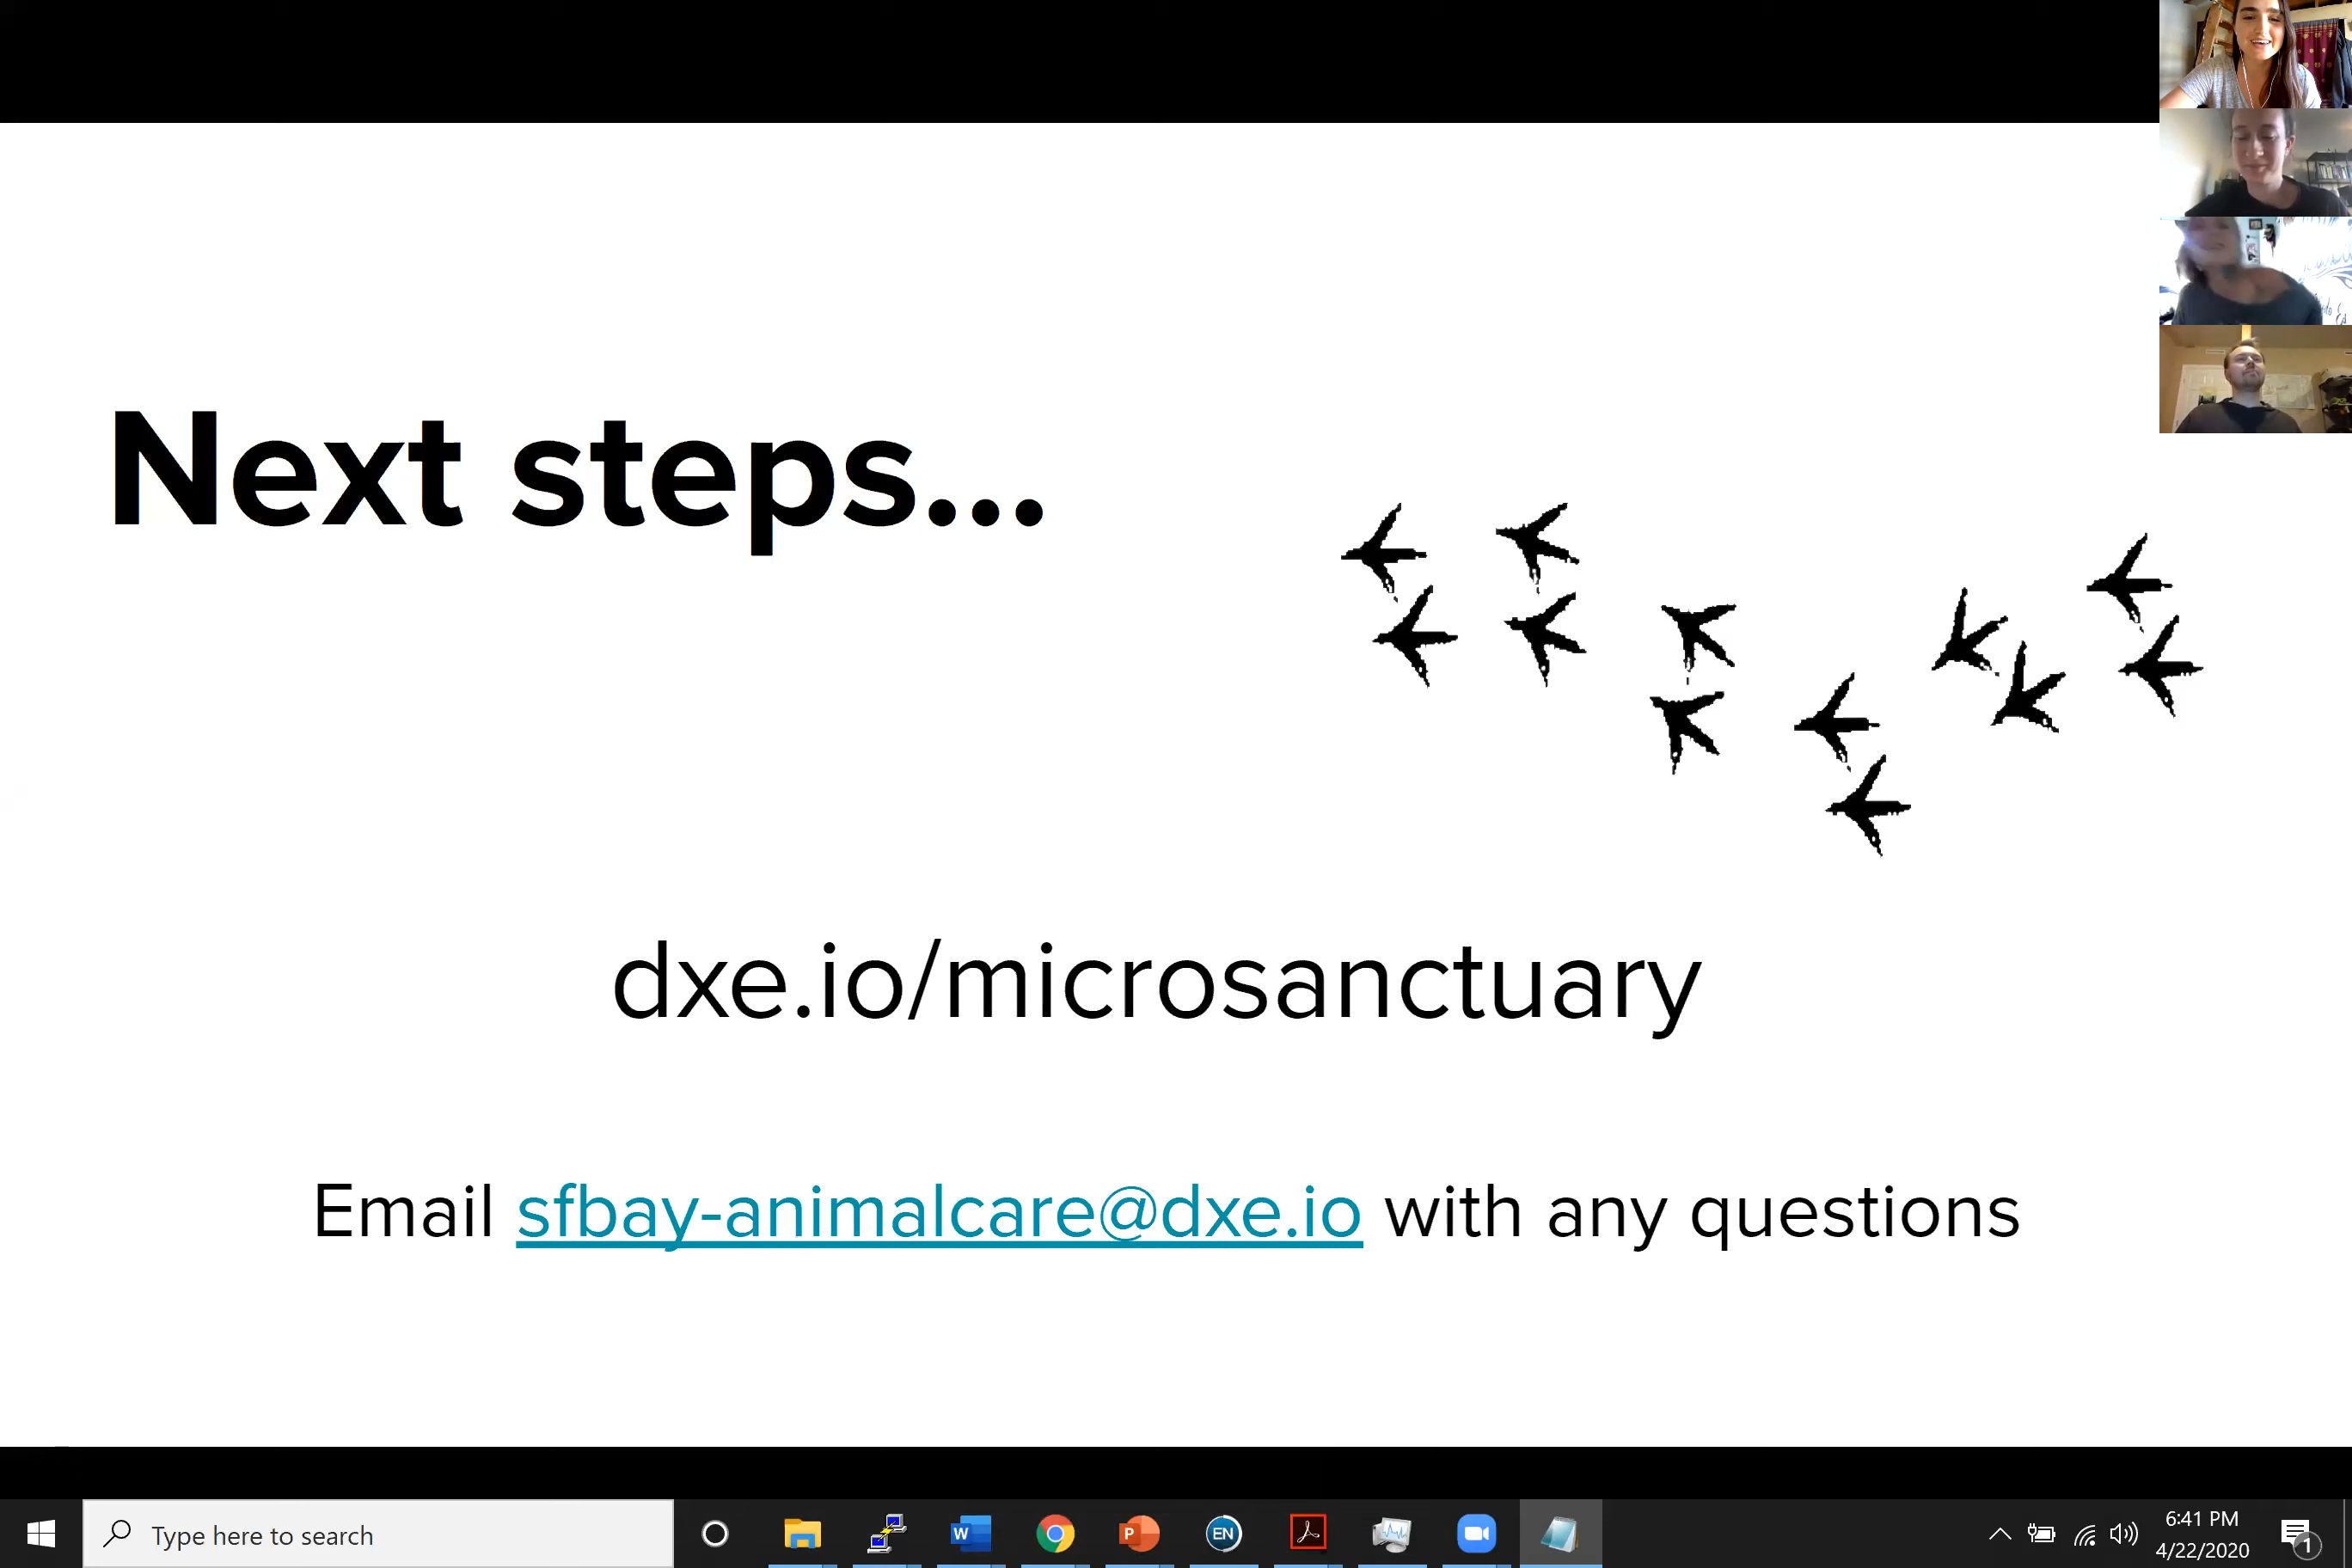 Next steps...
dxe.io/microsanctuary
Email sfbay-animalcare@dxe.io with any questions
Type here to search
W
P
EN
6:41 PM
4/22/2020
1